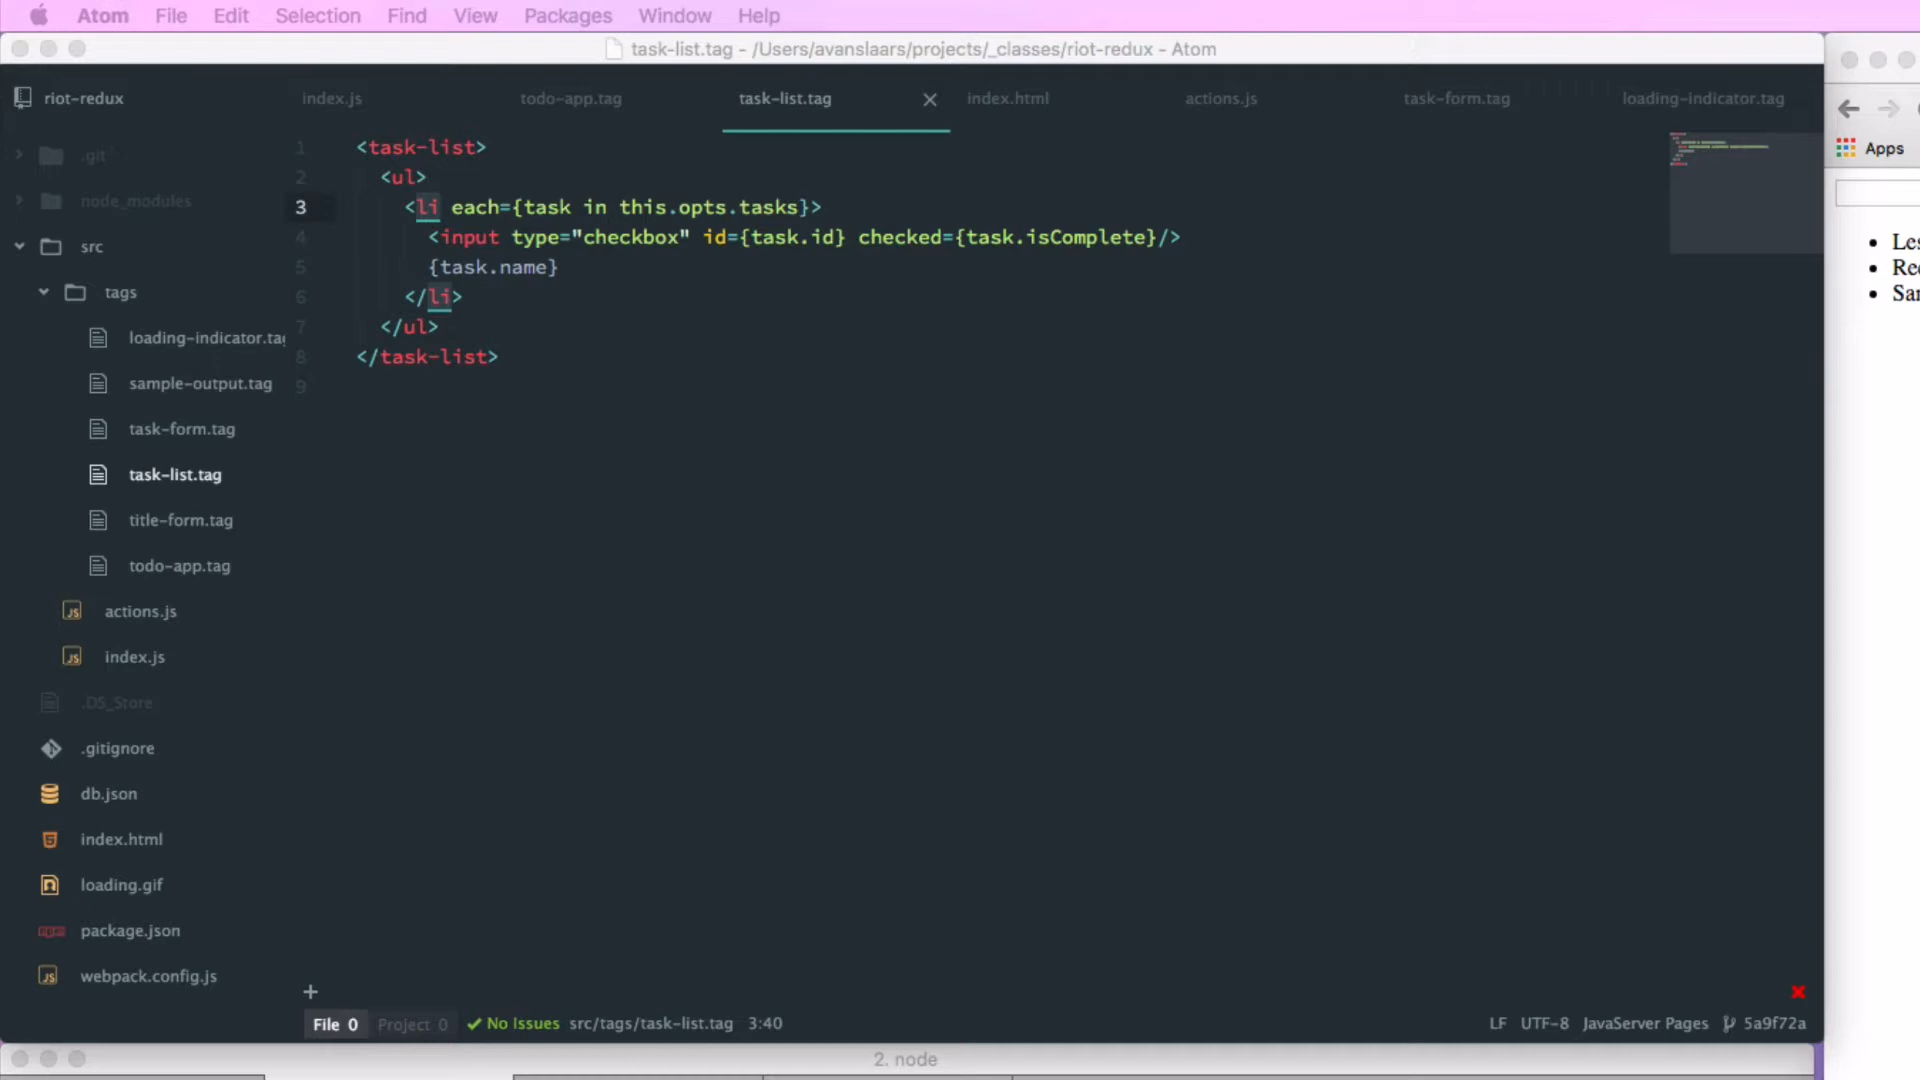 Atom File Edit Selection Find View Packages Window Help
task-list.tag - /Users/avanslaars/projects/_classes/riot-redux - Atom
riot-redux
index.js
todo-app.tag
task-list.tag
index.html
actions.js
task-form.tag
loading-indicator.tag
.git
node_modules
src
tags
loading-indicator.tag
sample-output.tag
task-form.tag
task-list.tag
title-form.tag
todo-app.tag
actions.js
index.js
.DS_Store
.gitignore
db.json
index.html
loading.gif
package.json
webpack.config.js
1 <task-list>
2 <ul>
3 <li each={task in this.opts.tasks}>
4 <input type="checkbox" id={task.id} checked={task.isComplete}/>
5 {task.name}
6 </li>
7 </ul>
8 </task-list>
9
File 0 Project 0 No Issues src/tags/task-list.tag 3:40
LF UTF-8 JavaServer Pages 5a9f72a
2. node
Apps
Les
Sar